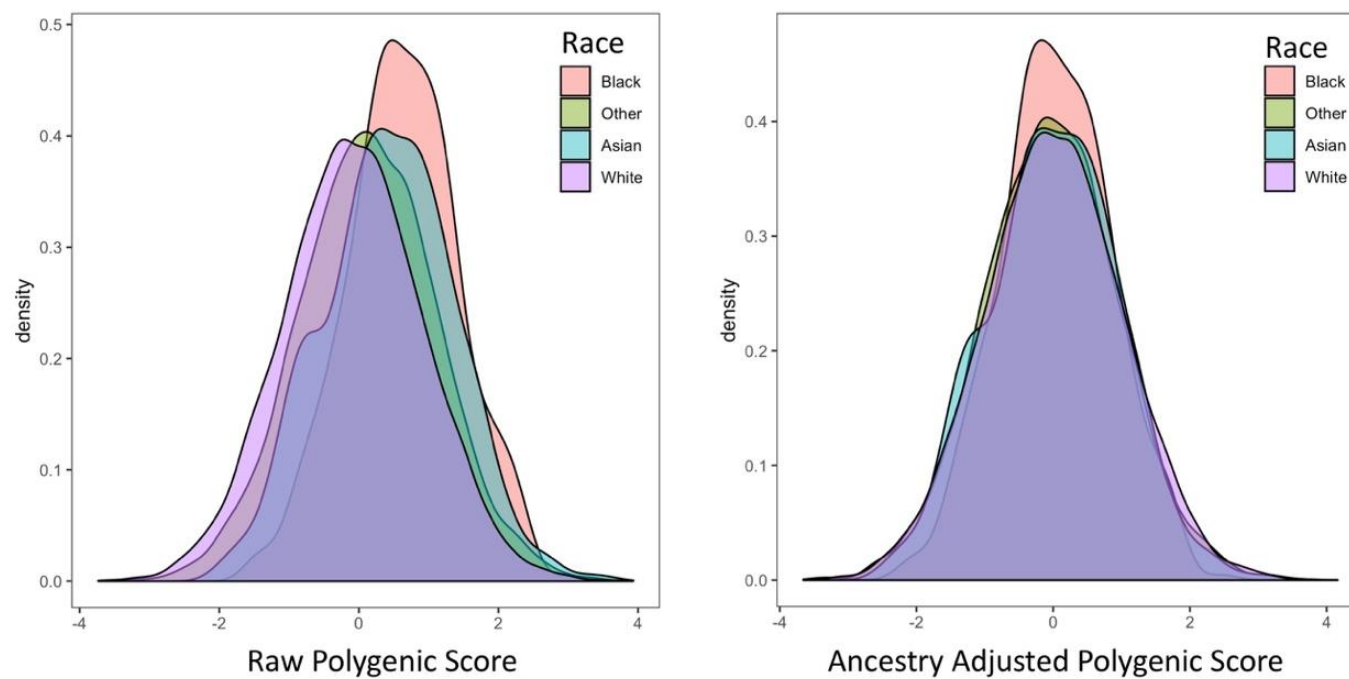 0.5
0.4
0.3
0.2
0.1
0.0
density
-4
-2
0
2
4
Raw Polygenic Score
Race
Black
Other
Asian
White
0.4
0.3
0.2
0.1
0.0
density
-4
-2
0
2
4
Ancestry Adjusted Polygenic Score
Race
Black
Other
Asian
White